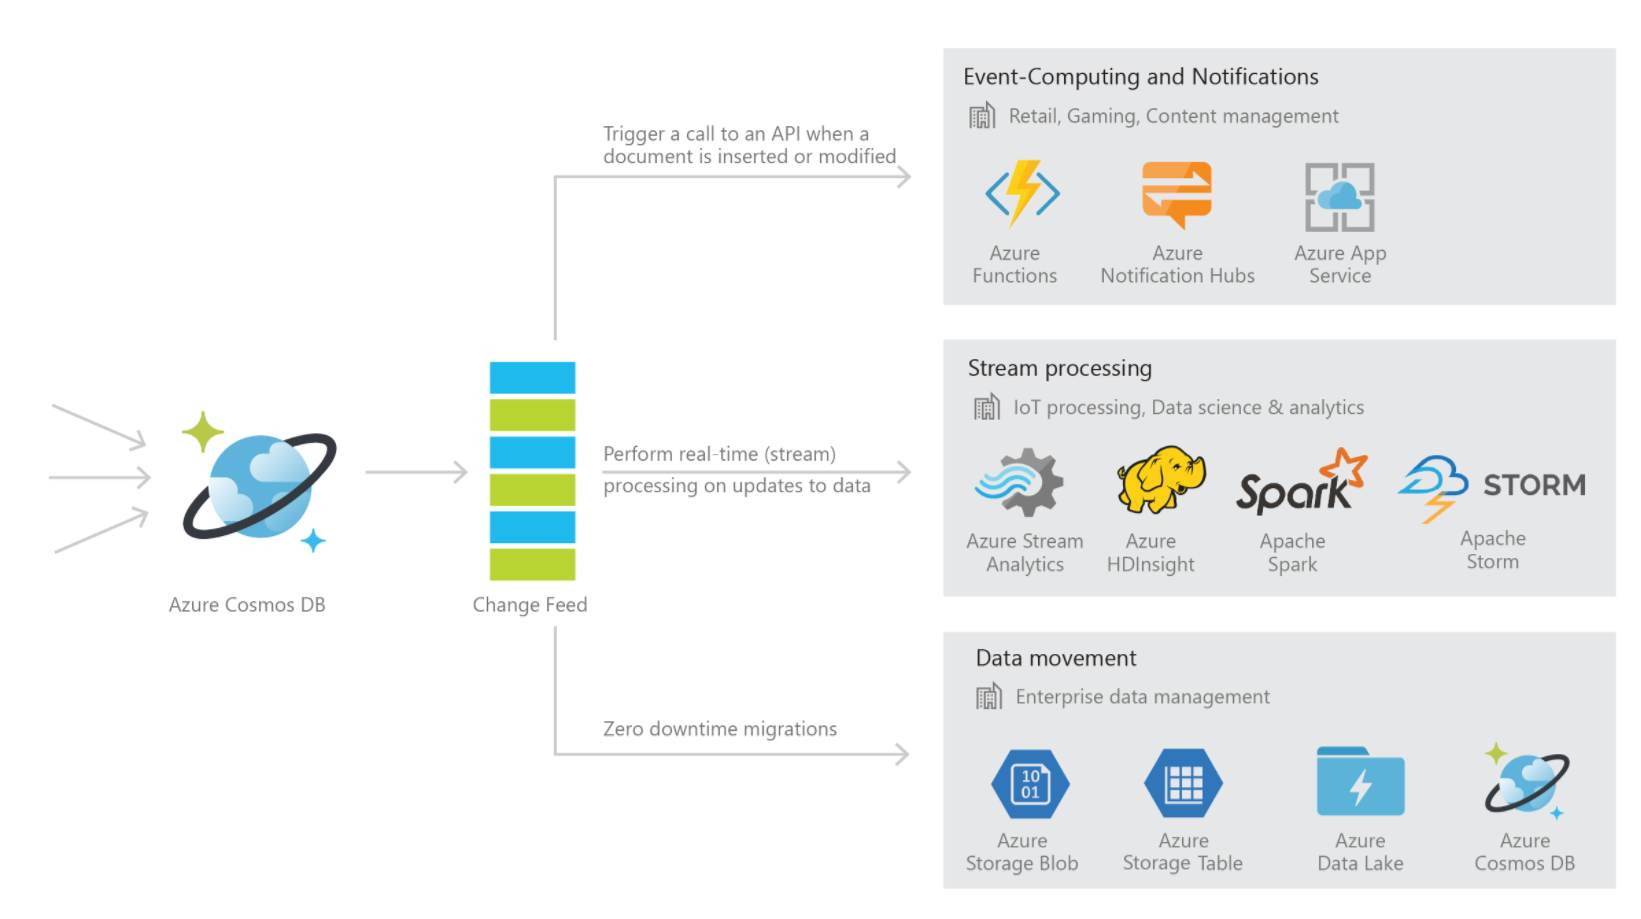 Event-Computing and Notifications
Retail, Gaming, Content management
Trigger a call to an API when a
document is inserted or modified
Azure
Functions
Azure
Notification Hubs
Azure App
Service
Stream processing
IoT processing, Data science & analytics
Perform real-time (stream)
processing on updates to data
Spark
STORM
Azure Stream
Analytics
Azure
HDInsight
Apache
Spark
Apache
Storm
Azure Cosmos DB
Change Feed
Data movement
Enterprise data management
Zero downtime migrations
10
01
Azure
Storage Blob
Azure
Storage Table
Azure
Data Lake
Azure
Cosmos DB